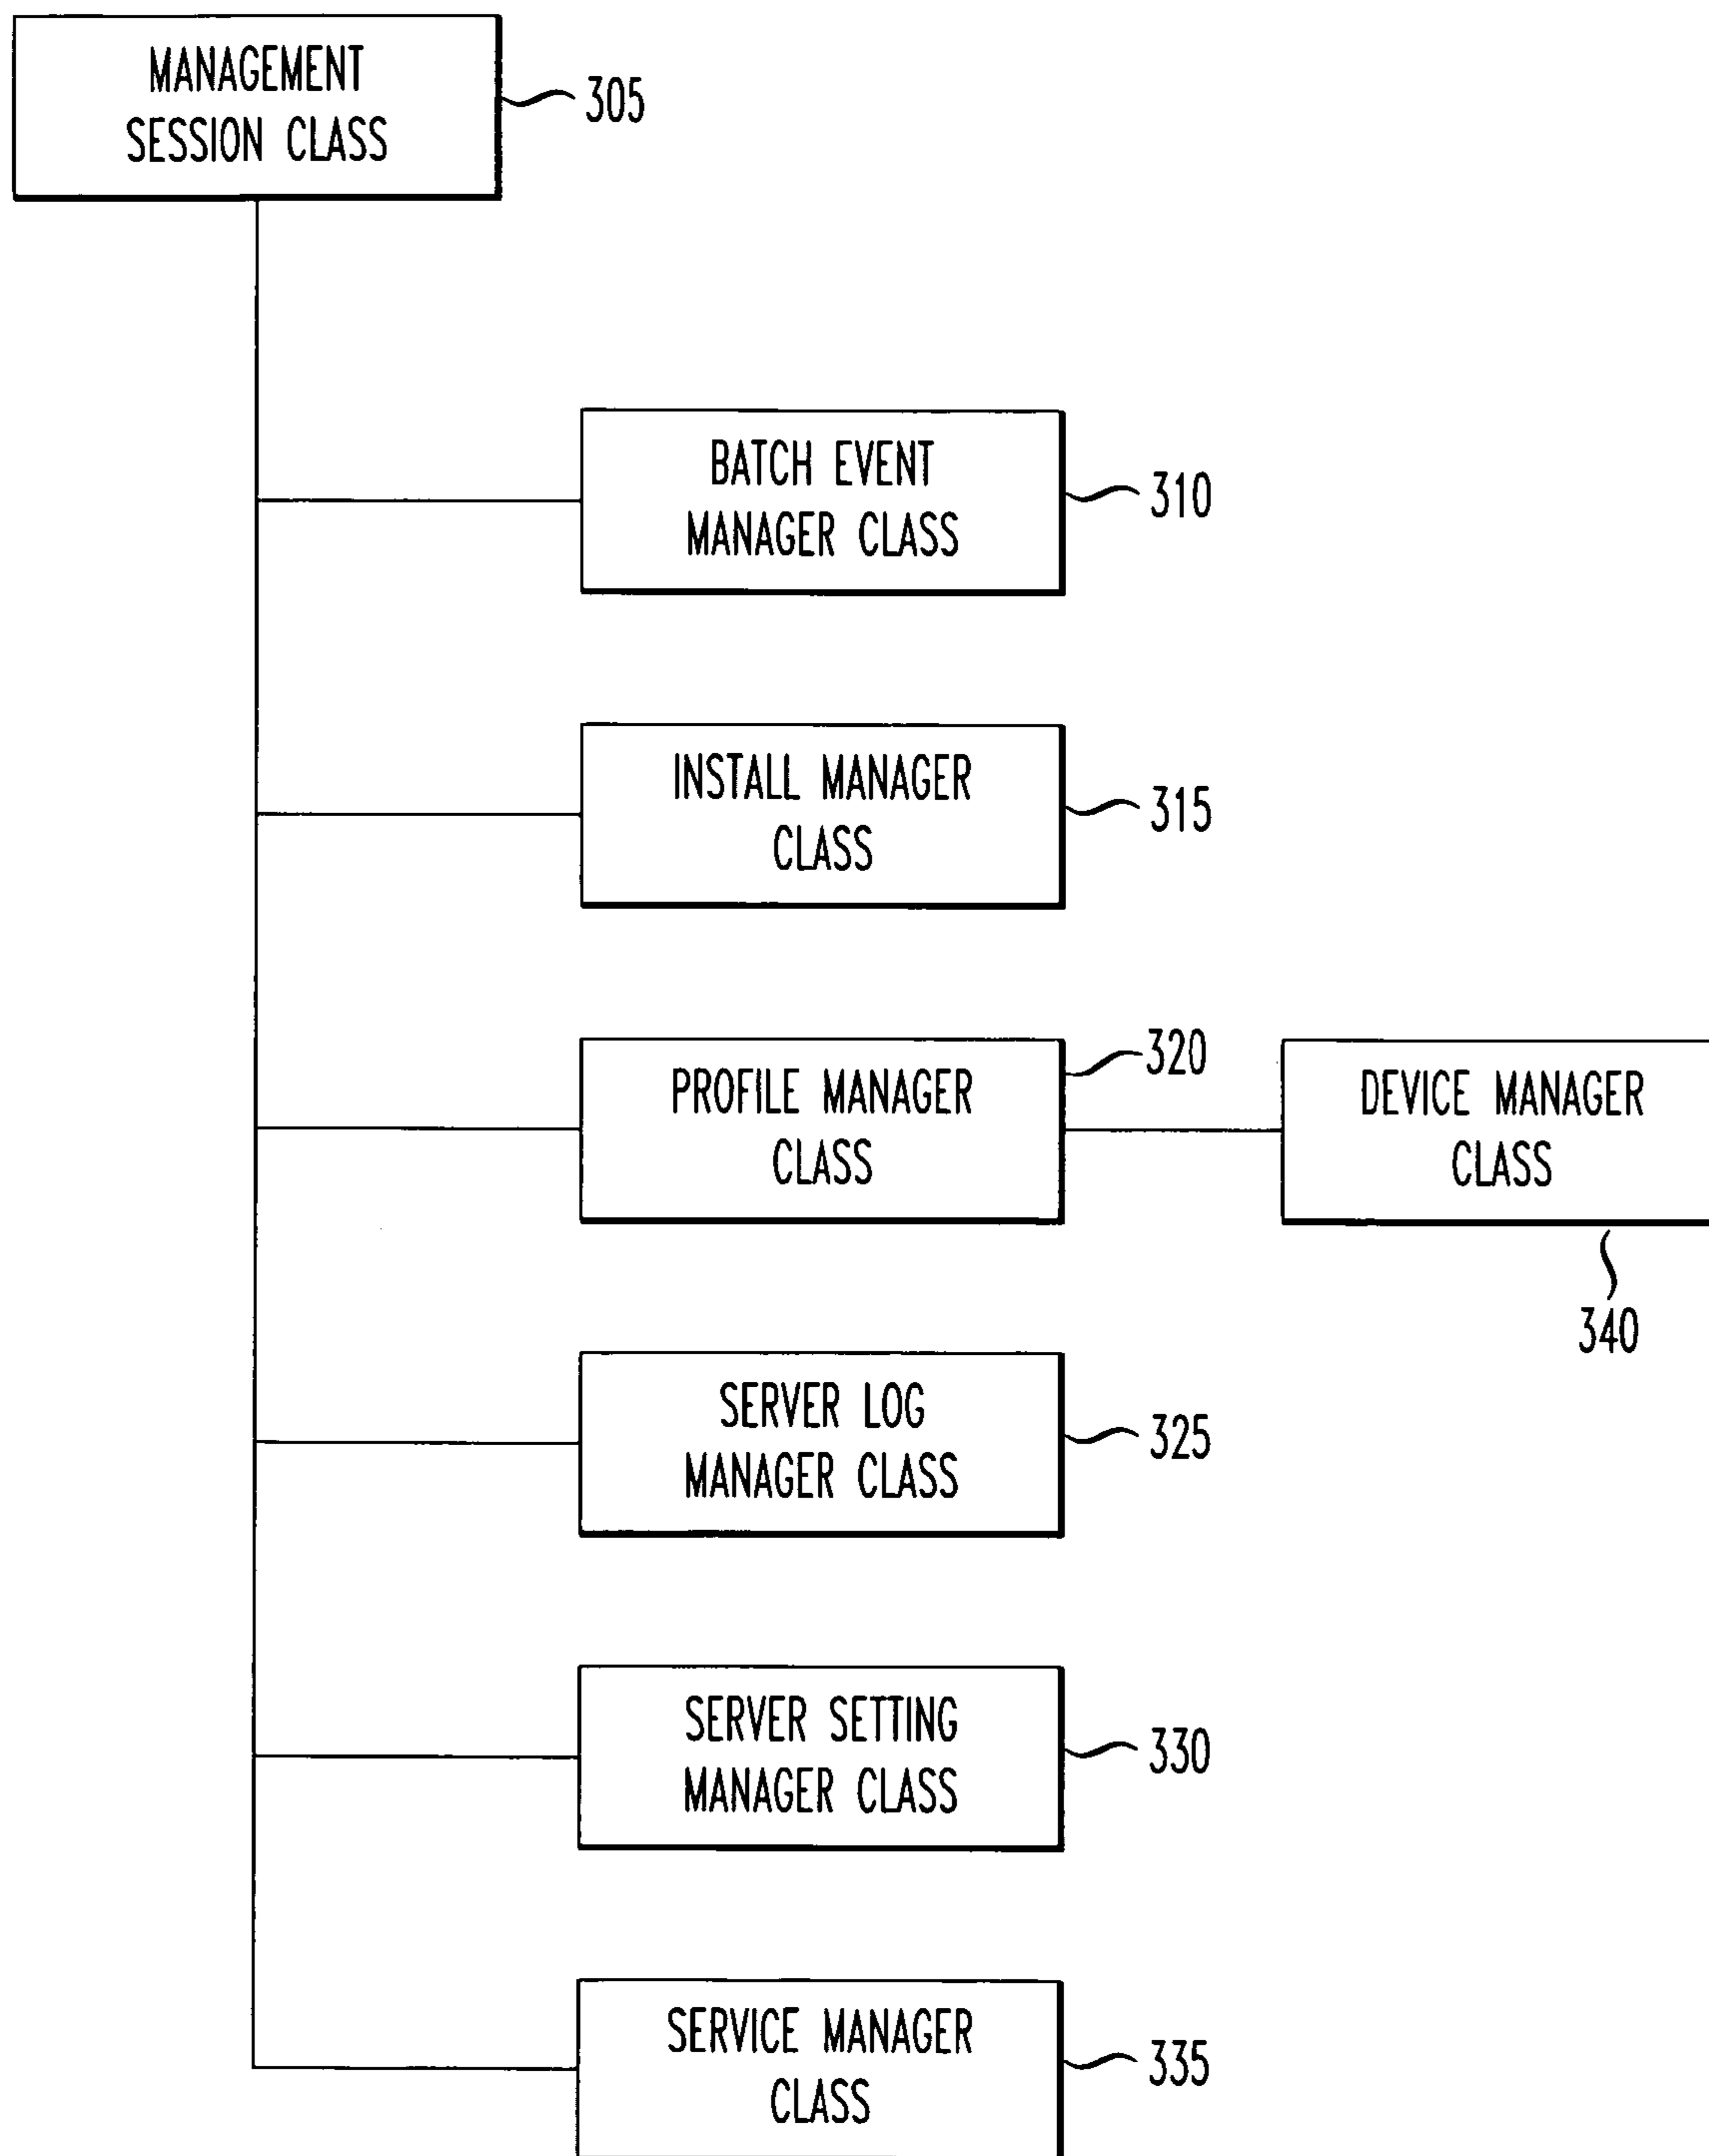 MANAGEMENT
SESSION CLASS
305
BATCH EVENT
MANAGER CLASS
310
INSTALL MANAGER
CLASS
315
PROFILE MANAGER
CLASS
320
DEVICE MANAGER
CLASS
340
SERVER LOG
MANAGER CLASS
325
SERVER SETTING
MANAGER CLASS
330
SERVICE MANAGER
CLASS
335